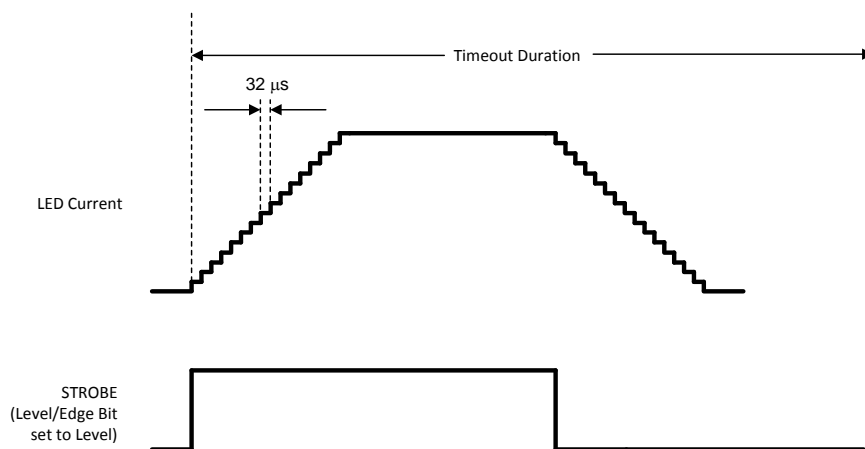 Timeout Duration
32 μs
LED Current
STROBE
(Level/Edge Bit
set to Level)